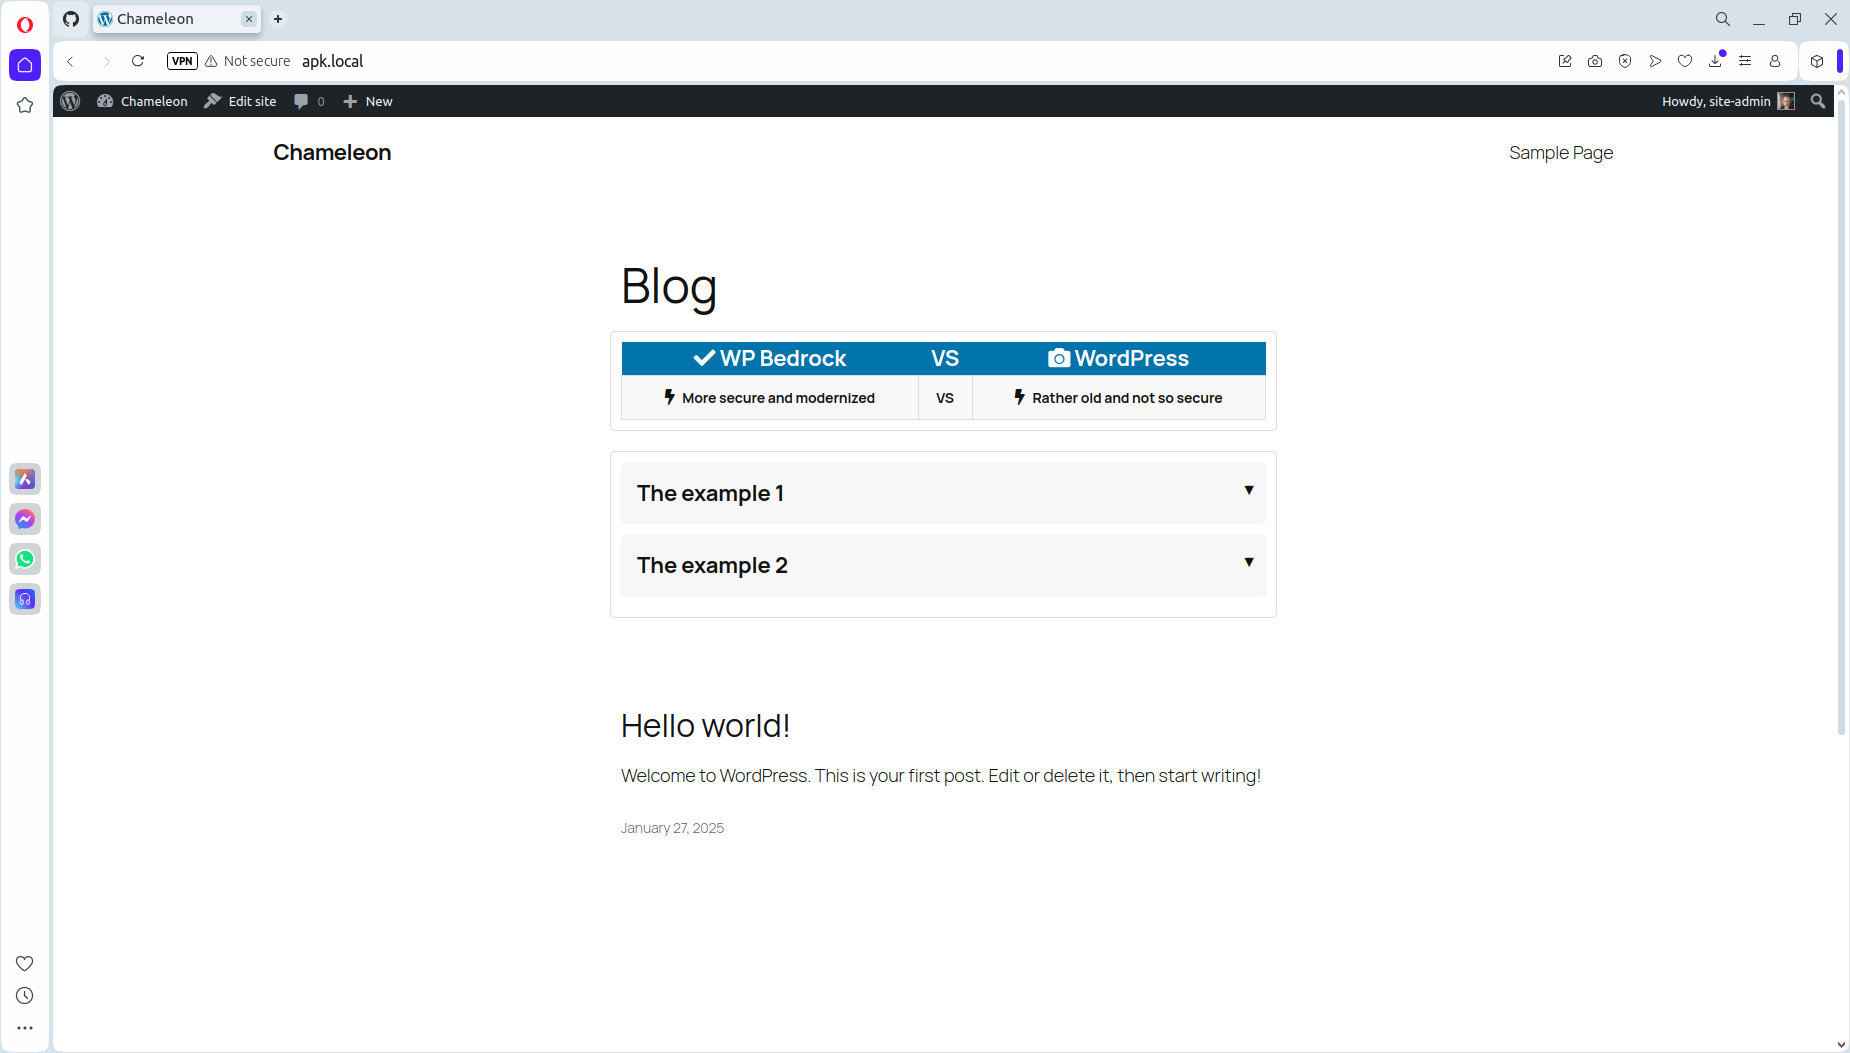 Chameleon
VPN Not secure apk.local
Chameleon Edit site 0 New Howdy, site-admin
Chameleon Sample Page
Blog
WP Bedrock VS WordPress
More secure and modernized VS Rather old and not so secure
The example 1
The example 2
Hello world!
Welcome to WordPress. This is your first post. Edit or delete it, then start writing!
January 27, 2025